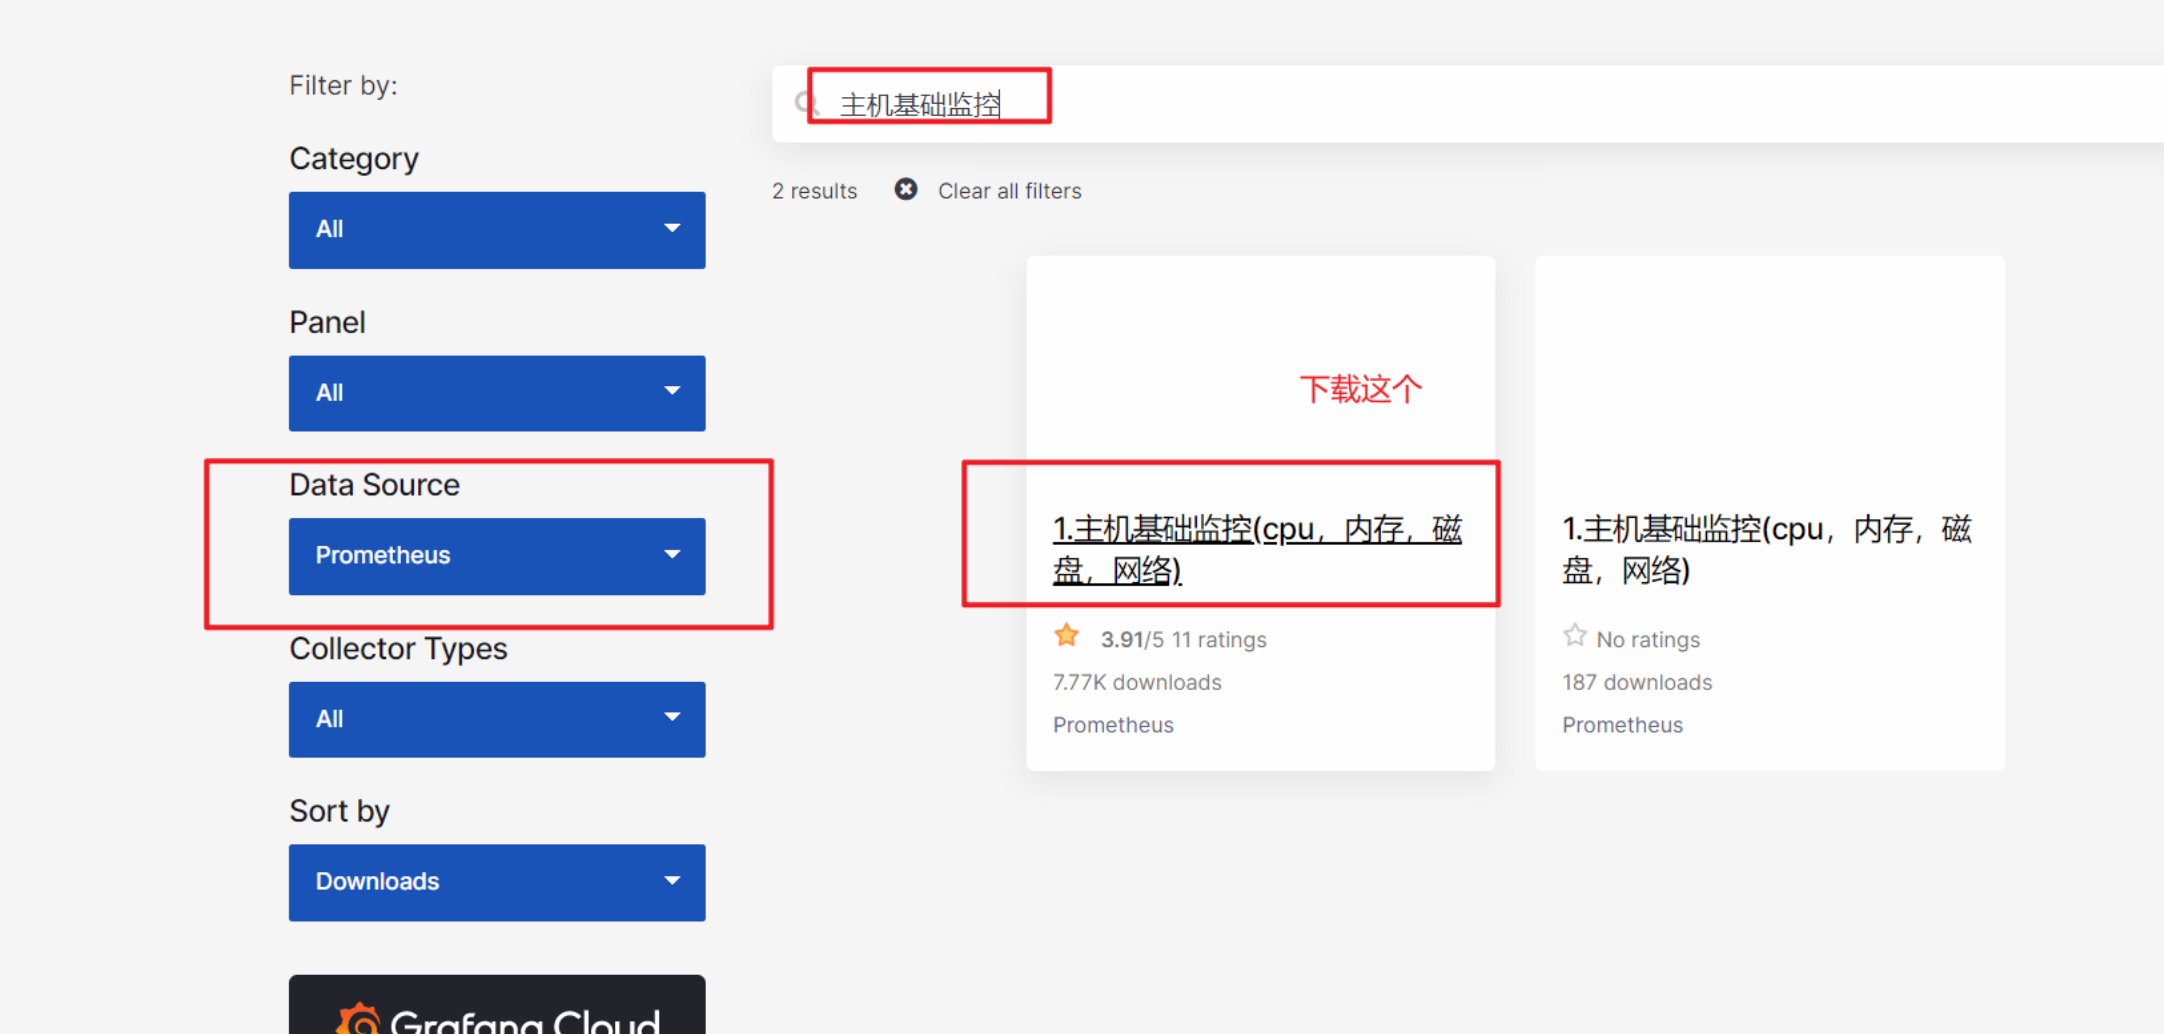 Filter by:
Category
All
Panel
All
Data Source
Prometheus
Collector Types
All
Sort by
Downloads
Grafana Cloud
主机基础监控
2 results
Clear all filters
下载这个
1.主机基础监控(cpu，内存，磁
盘，网络)
3.91/5 11 ratings
7.77K downloads
Prometheus
1.主机基础监控(cpu，内存，磁
盘，网络)
No ratings
187 downloads
Prometheus